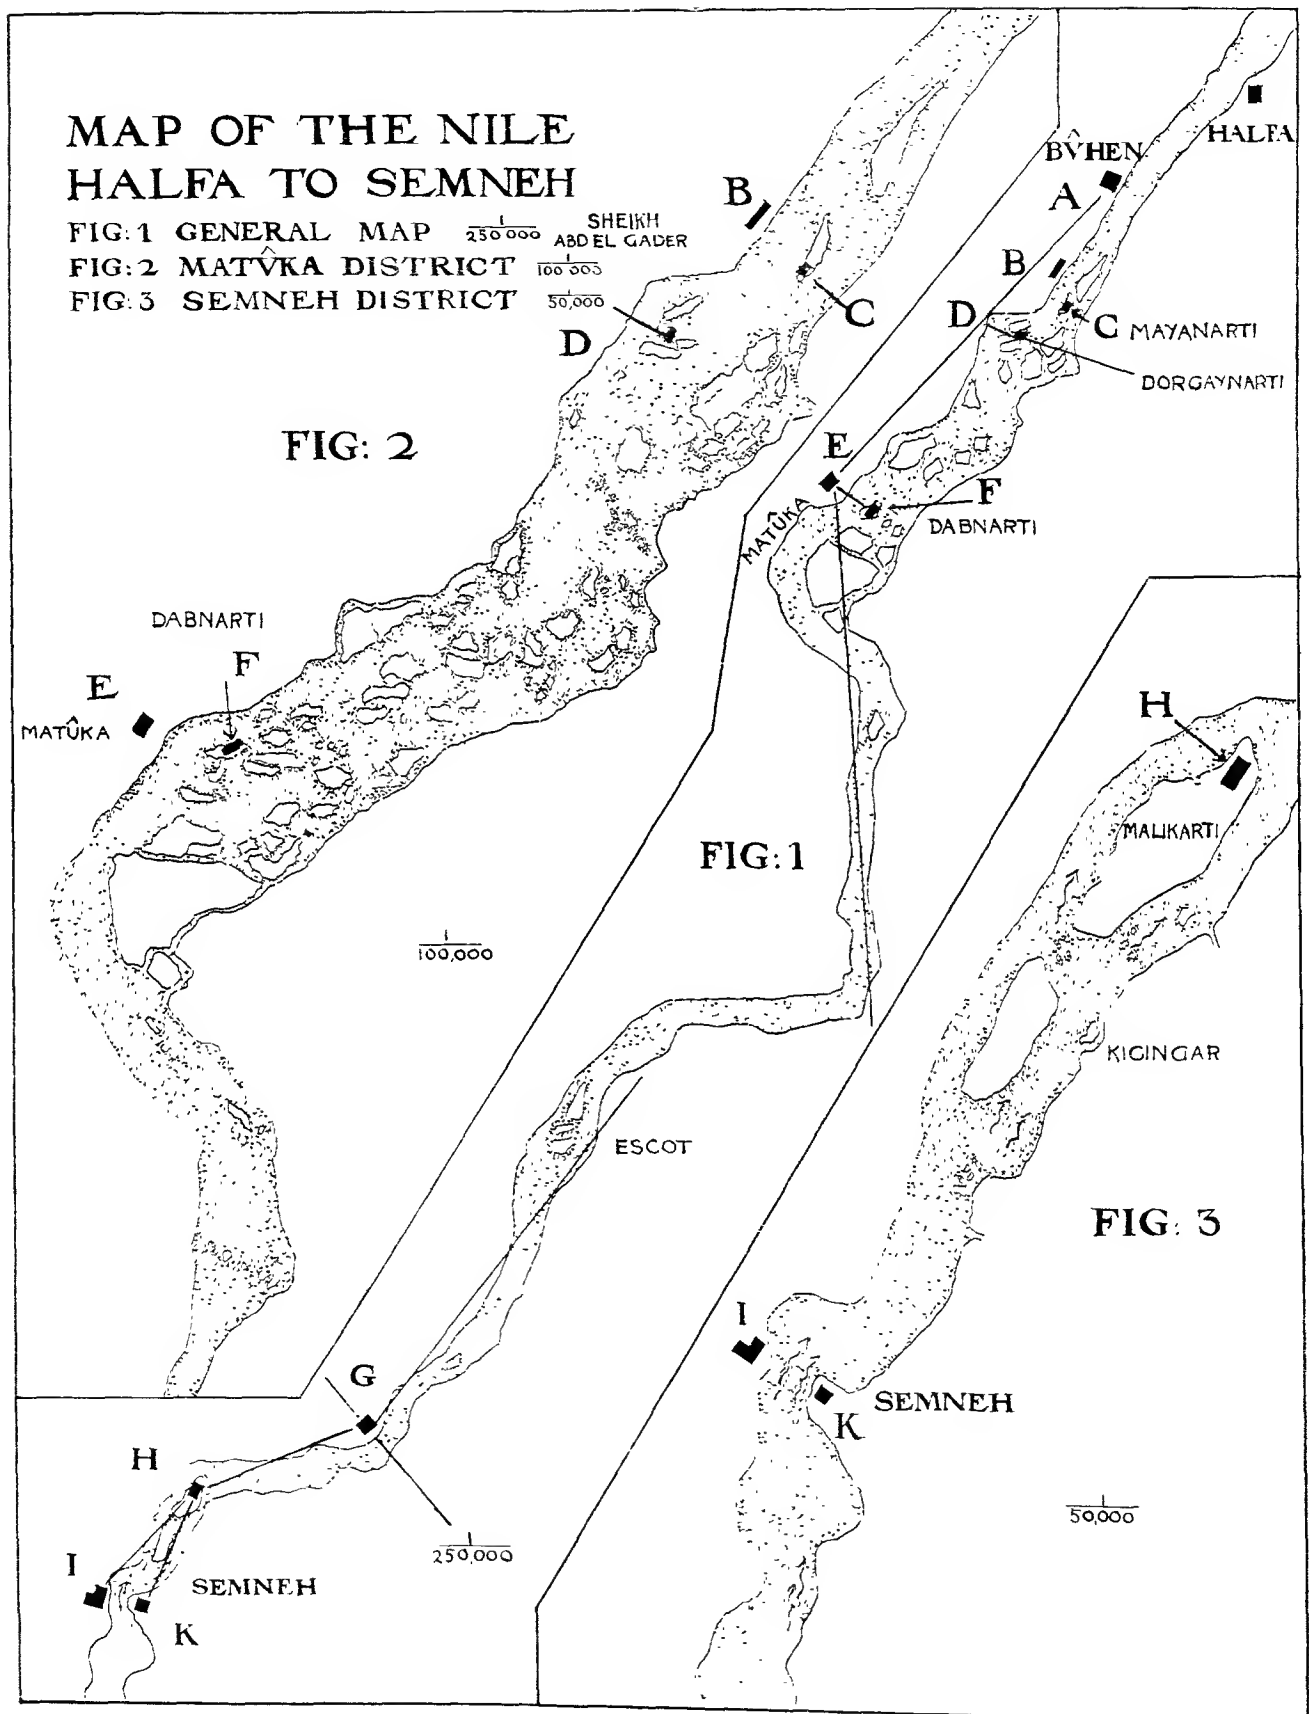 MAP OF THE NILE
HALFA TO SEMNEH
FIG: 1 GENERAL MAP 1/250 000
FIG: 2 MATÛKA DISTRICT 1/100 000
FIG: 3 SEMNEH DISTRICT 1/50,000
SHEIKH
ABD EL GADER
B
C
D
FIG: 2
DABNARTI
F
E
MATÛKA
1/100,000
HALFA
BÛHEN
A
B
D
C MAYANARTI
DORGAYNARTI
E
MATÛKA
F
DABNARTI
FIG: 1
ESCOT
G
H
1/250,000
I
SEMNEH
K
H
MALIKARTI
KIGINGAR
FIG: 3
I
SEMNEH
K
1/50,000